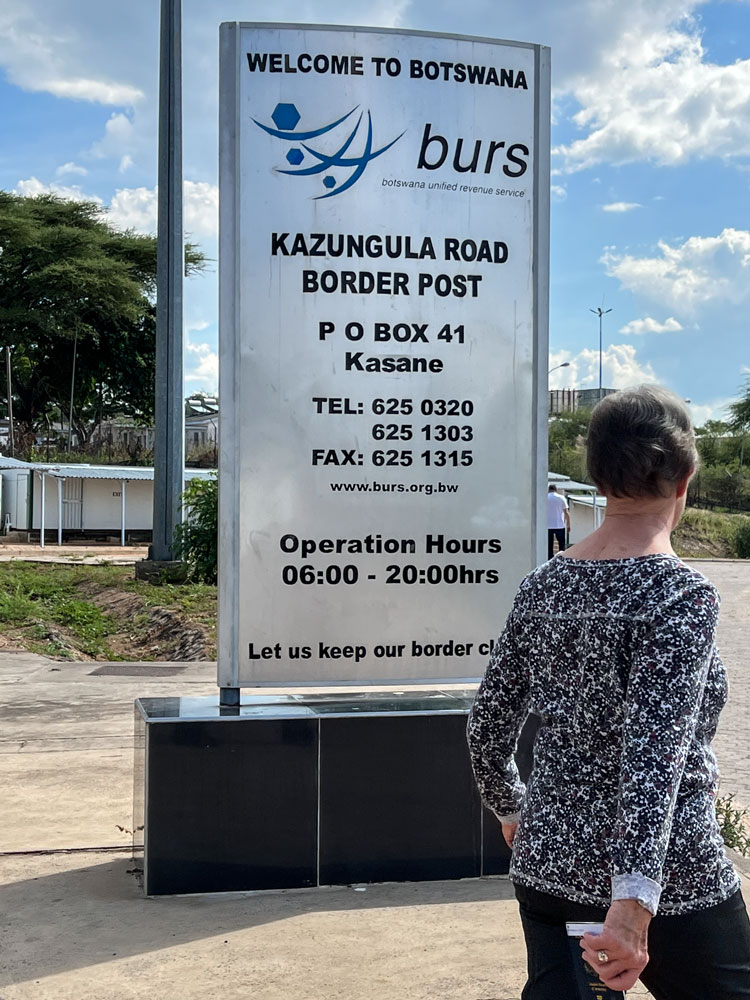 WELCOME TO BOTSWANA
burs
botswana unified revenue service
KAZUNGULA ROAD
BORDER POST
P O BOX 41
Kasane
TEL: 625 0320
625 1303
FAX: 625 1315
www.burs.org.bw
Operation Hours
06:00 - 20:00hrs
Let us keep our border cl